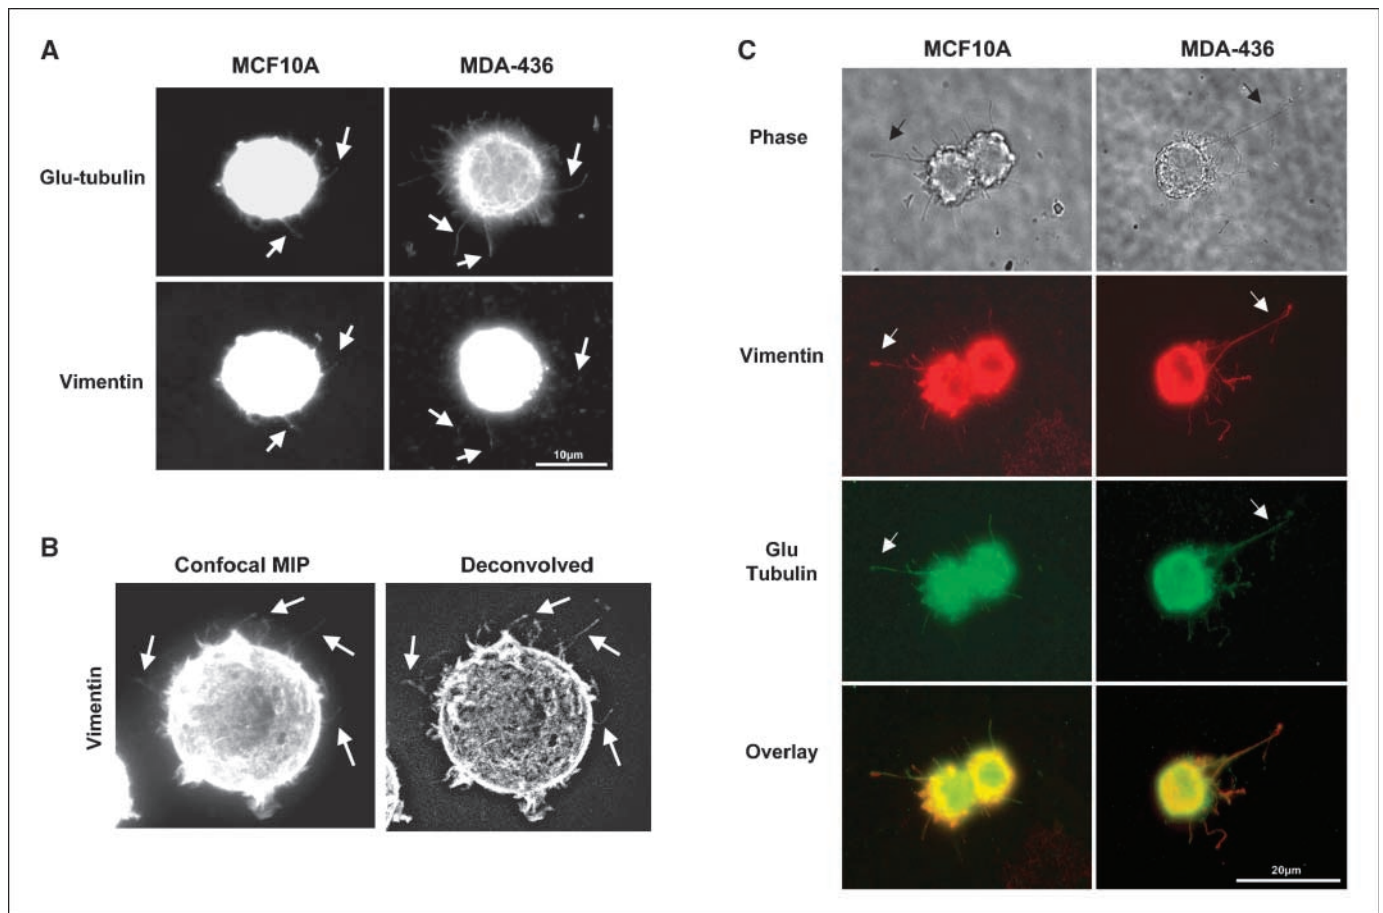 A
MCF10A MDA-436
Glu-tubulin
Vimentin
10µm
B
Confocal MIP Deconvolved
Vimentin
C
MCF10A MDA-436
Phase
Vimentin
Glu
Tubulin
Overlay
20µm